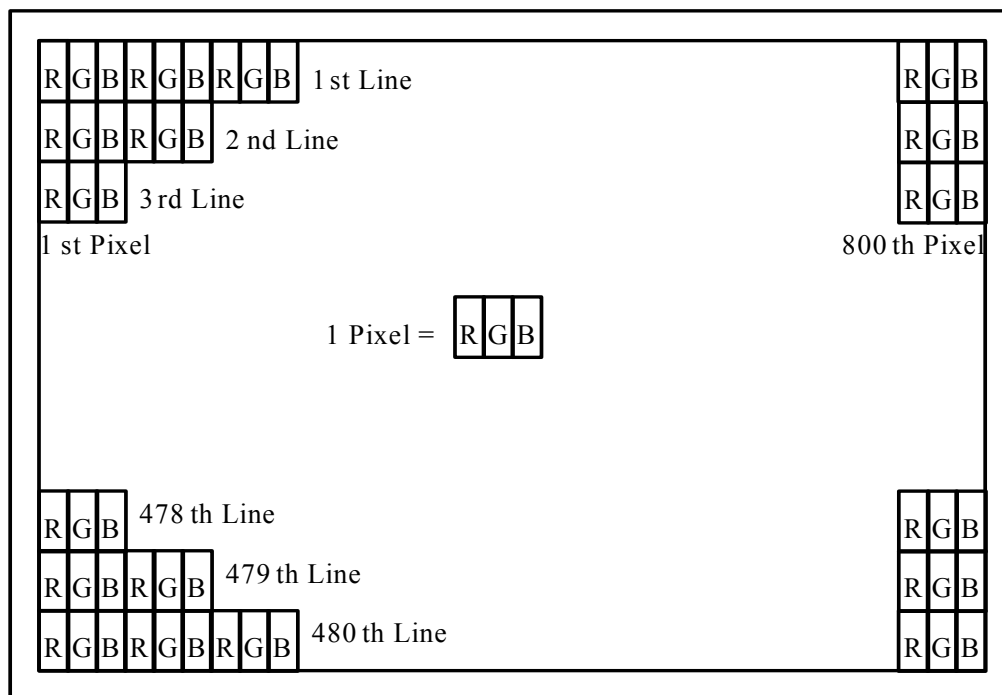 R G B R G B R G B 1 st Line R G B
R G B R G B 2 nd Line R G B
R G B 3 rd Line R G B
1 st Pixel 800 th Pixel
1 Pixel = R G B
R G B 478 th Line R G B
R G B R G B 479 th Line R G B
R G B R G B R G B 480 th Line R G B